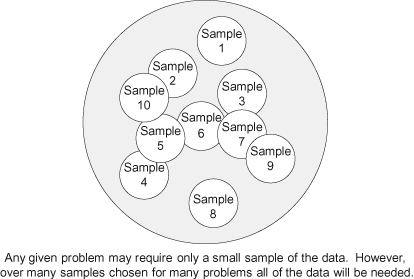 Sample
1
Sample
2
Sample
10
Sample
3
Sample
6
Sample
7
Sample
5
Sample
9
Sample
4
Sample
8
Any given problem may require only a small sample of the data. However,
over many samples chosen for many problems all of the data will be needed.